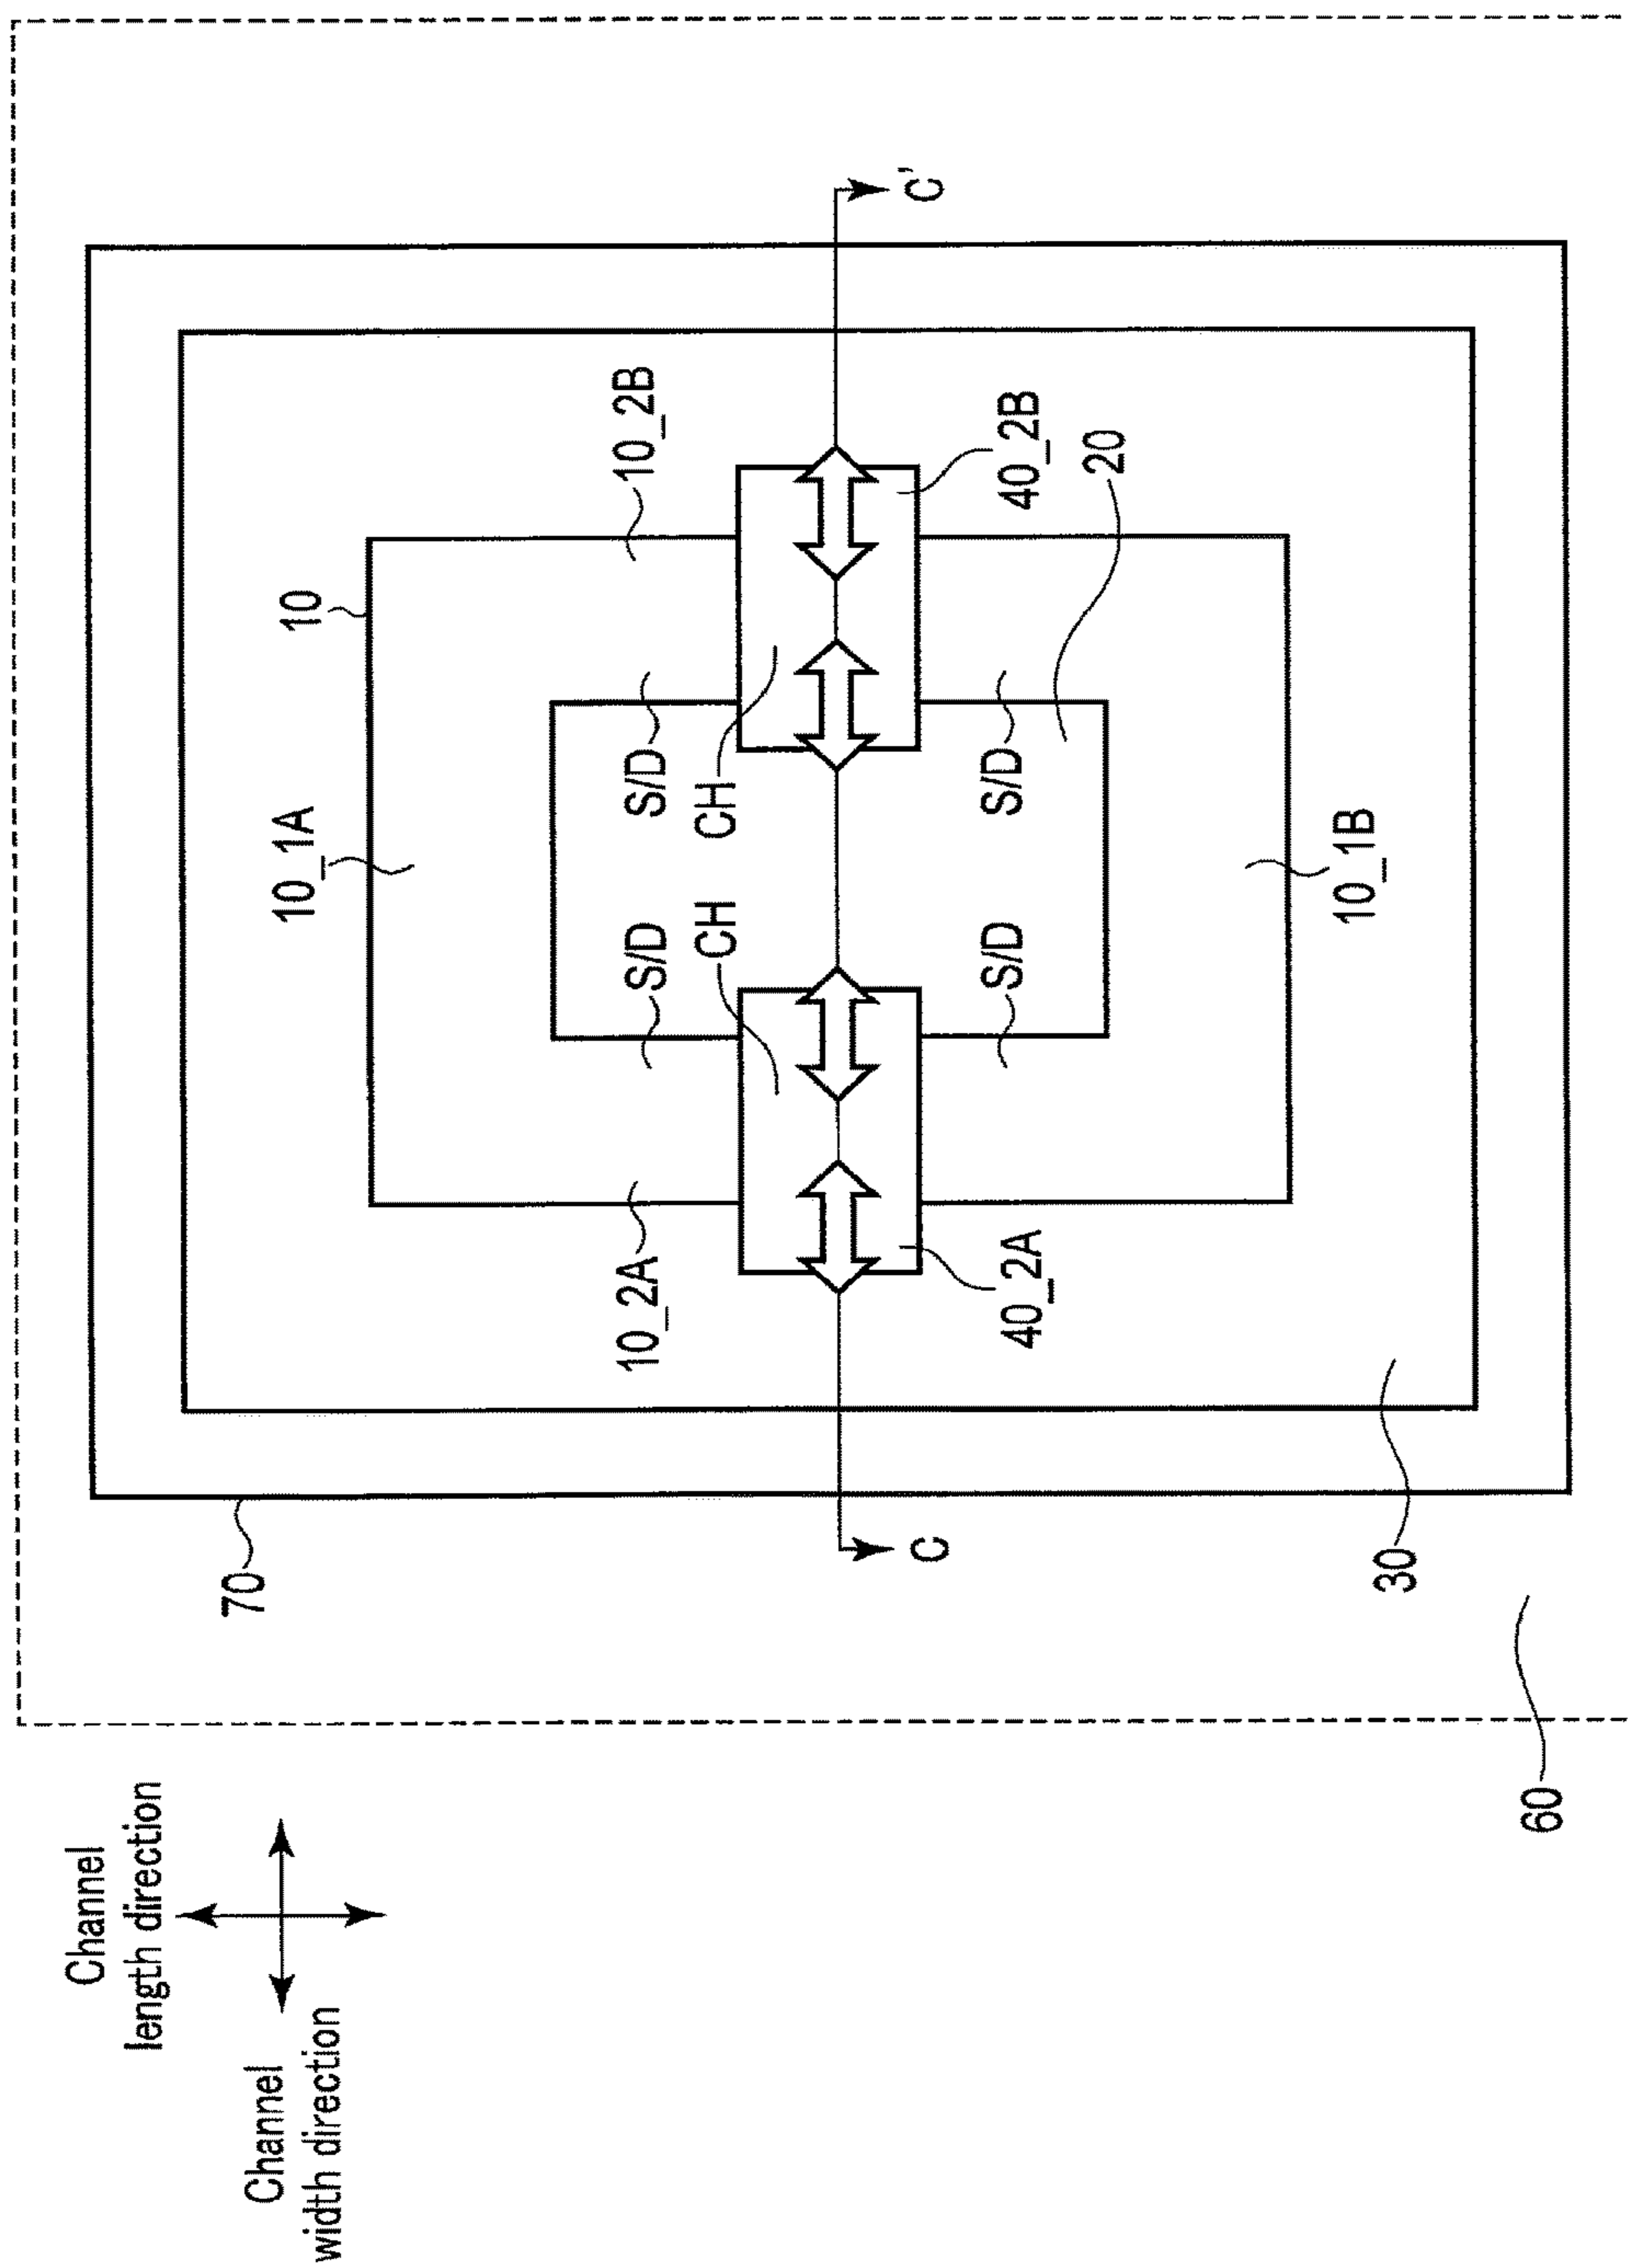 Channel
length direction
Channel
width direction
70
60
30
C
C'
10
10_1A
10_1B
10_2A
10_2B
S/D
S/D
S/D
S/D
CH
CH
40_2A
40_2B
20